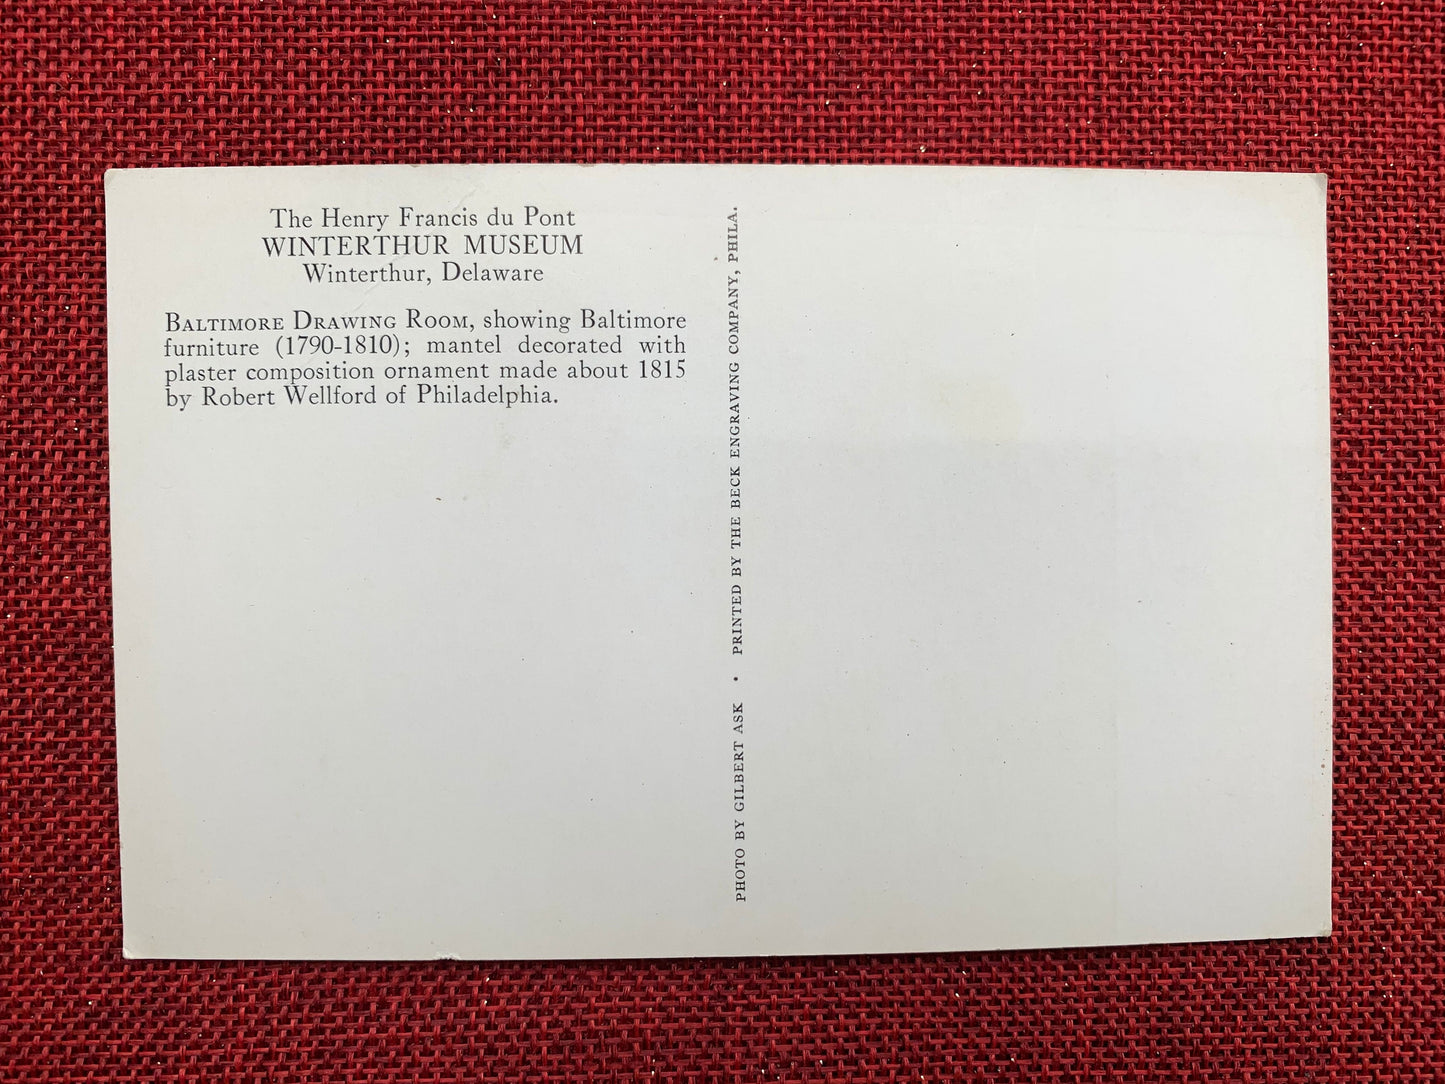 The Henry Francis du Pont
WINTERTHUR MUSEUM
Winterthur, Delaware
BALTIMORE DRAWING ROOM, showing Baltimore
furniture (1790-1810); mantel decorated with
plaster composition ornament made about 1815
by Robert Wellford of Philadelphia.
PHOTO BY GILBERT ASK • PRINTED BY THE BECK ENGRAVING COMPANY, PHILA.